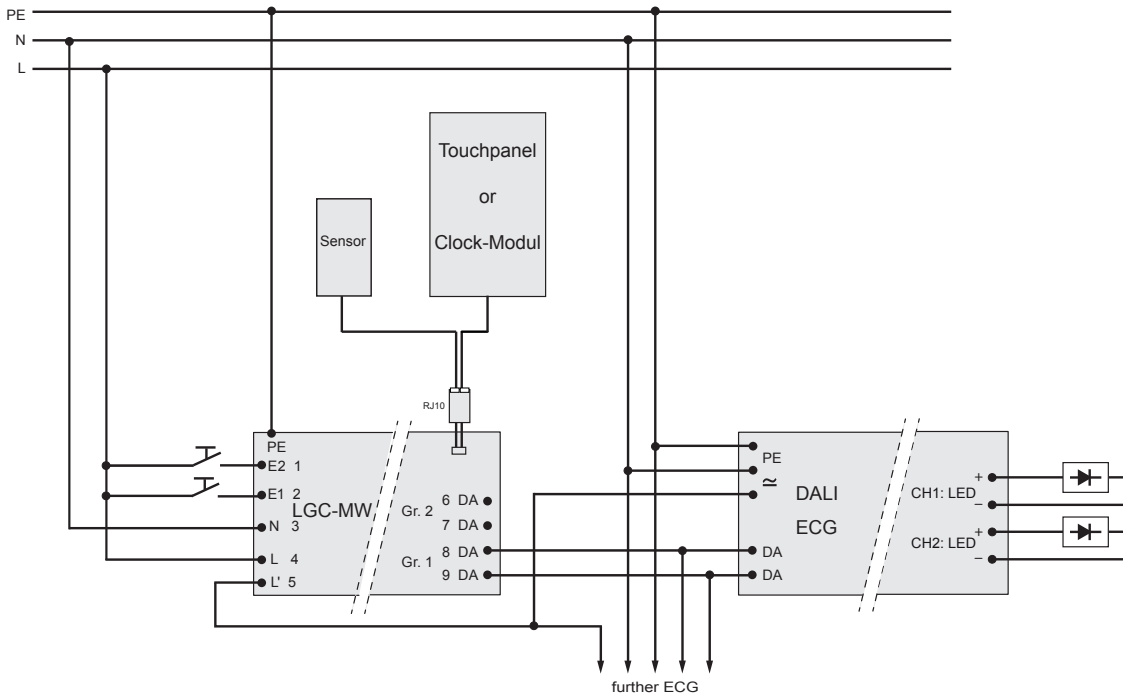 PE
N
L
Touchpanel
or
Clock-Modul
Sensor
RJ10
PE
E2 1
E1 2
LGC-MW
N 3
L 4
L' 5
Gr. 2
6 DA
7 DA
Gr. 1
8 DA
9 DA
PE
≃
DALI
ECG
DA
DA
+
CH1: LED
−
+
CH2: LED
−
further ECG